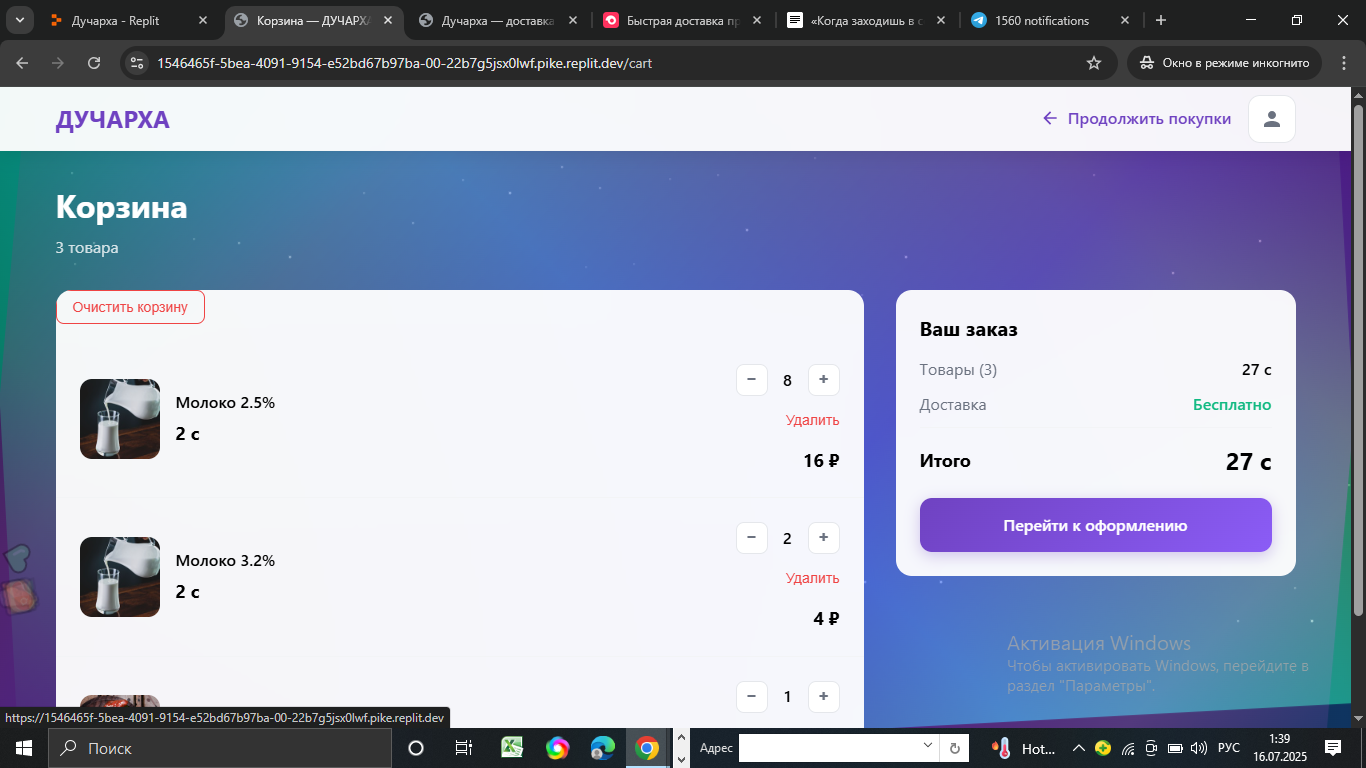 Дучарха - Replit
Корзина — ДУЧАРХА
Дучарха — доставка
Быстрая доставка пр
«Когда заходишь в с
1560 notifications
1546465f-5bea-4091-9154-e52bd67b97ba-00-22b7g5jsx0lwf.pike.replit.dev/cart
Окно в режиме инкогнито
ДУЧАРХА
Продолжить покупки
Корзина
3 товара
Очистить корзину
Молоко 2.5%
2 с
− 8 +
Удалить
16 ₽
Молоко 3.2%
2 с
− 2 +
Удалить
4 ₽
− 1 +
Ваш заказ
Товары (3) 27 с
Доставка Бесплатно
Итого 27 с
Перейти к оформлению
Активация Windows
Чтобы активировать Windows, перейдите в
раздел "Параметры".
https://1546465f-5bea-4091-9154-e52bd67b97ba-00-22b7g5jsx0lwf.pike.replit.dev
Поиск
Адрес
Hot...
РУС
1:39
16.07.2025